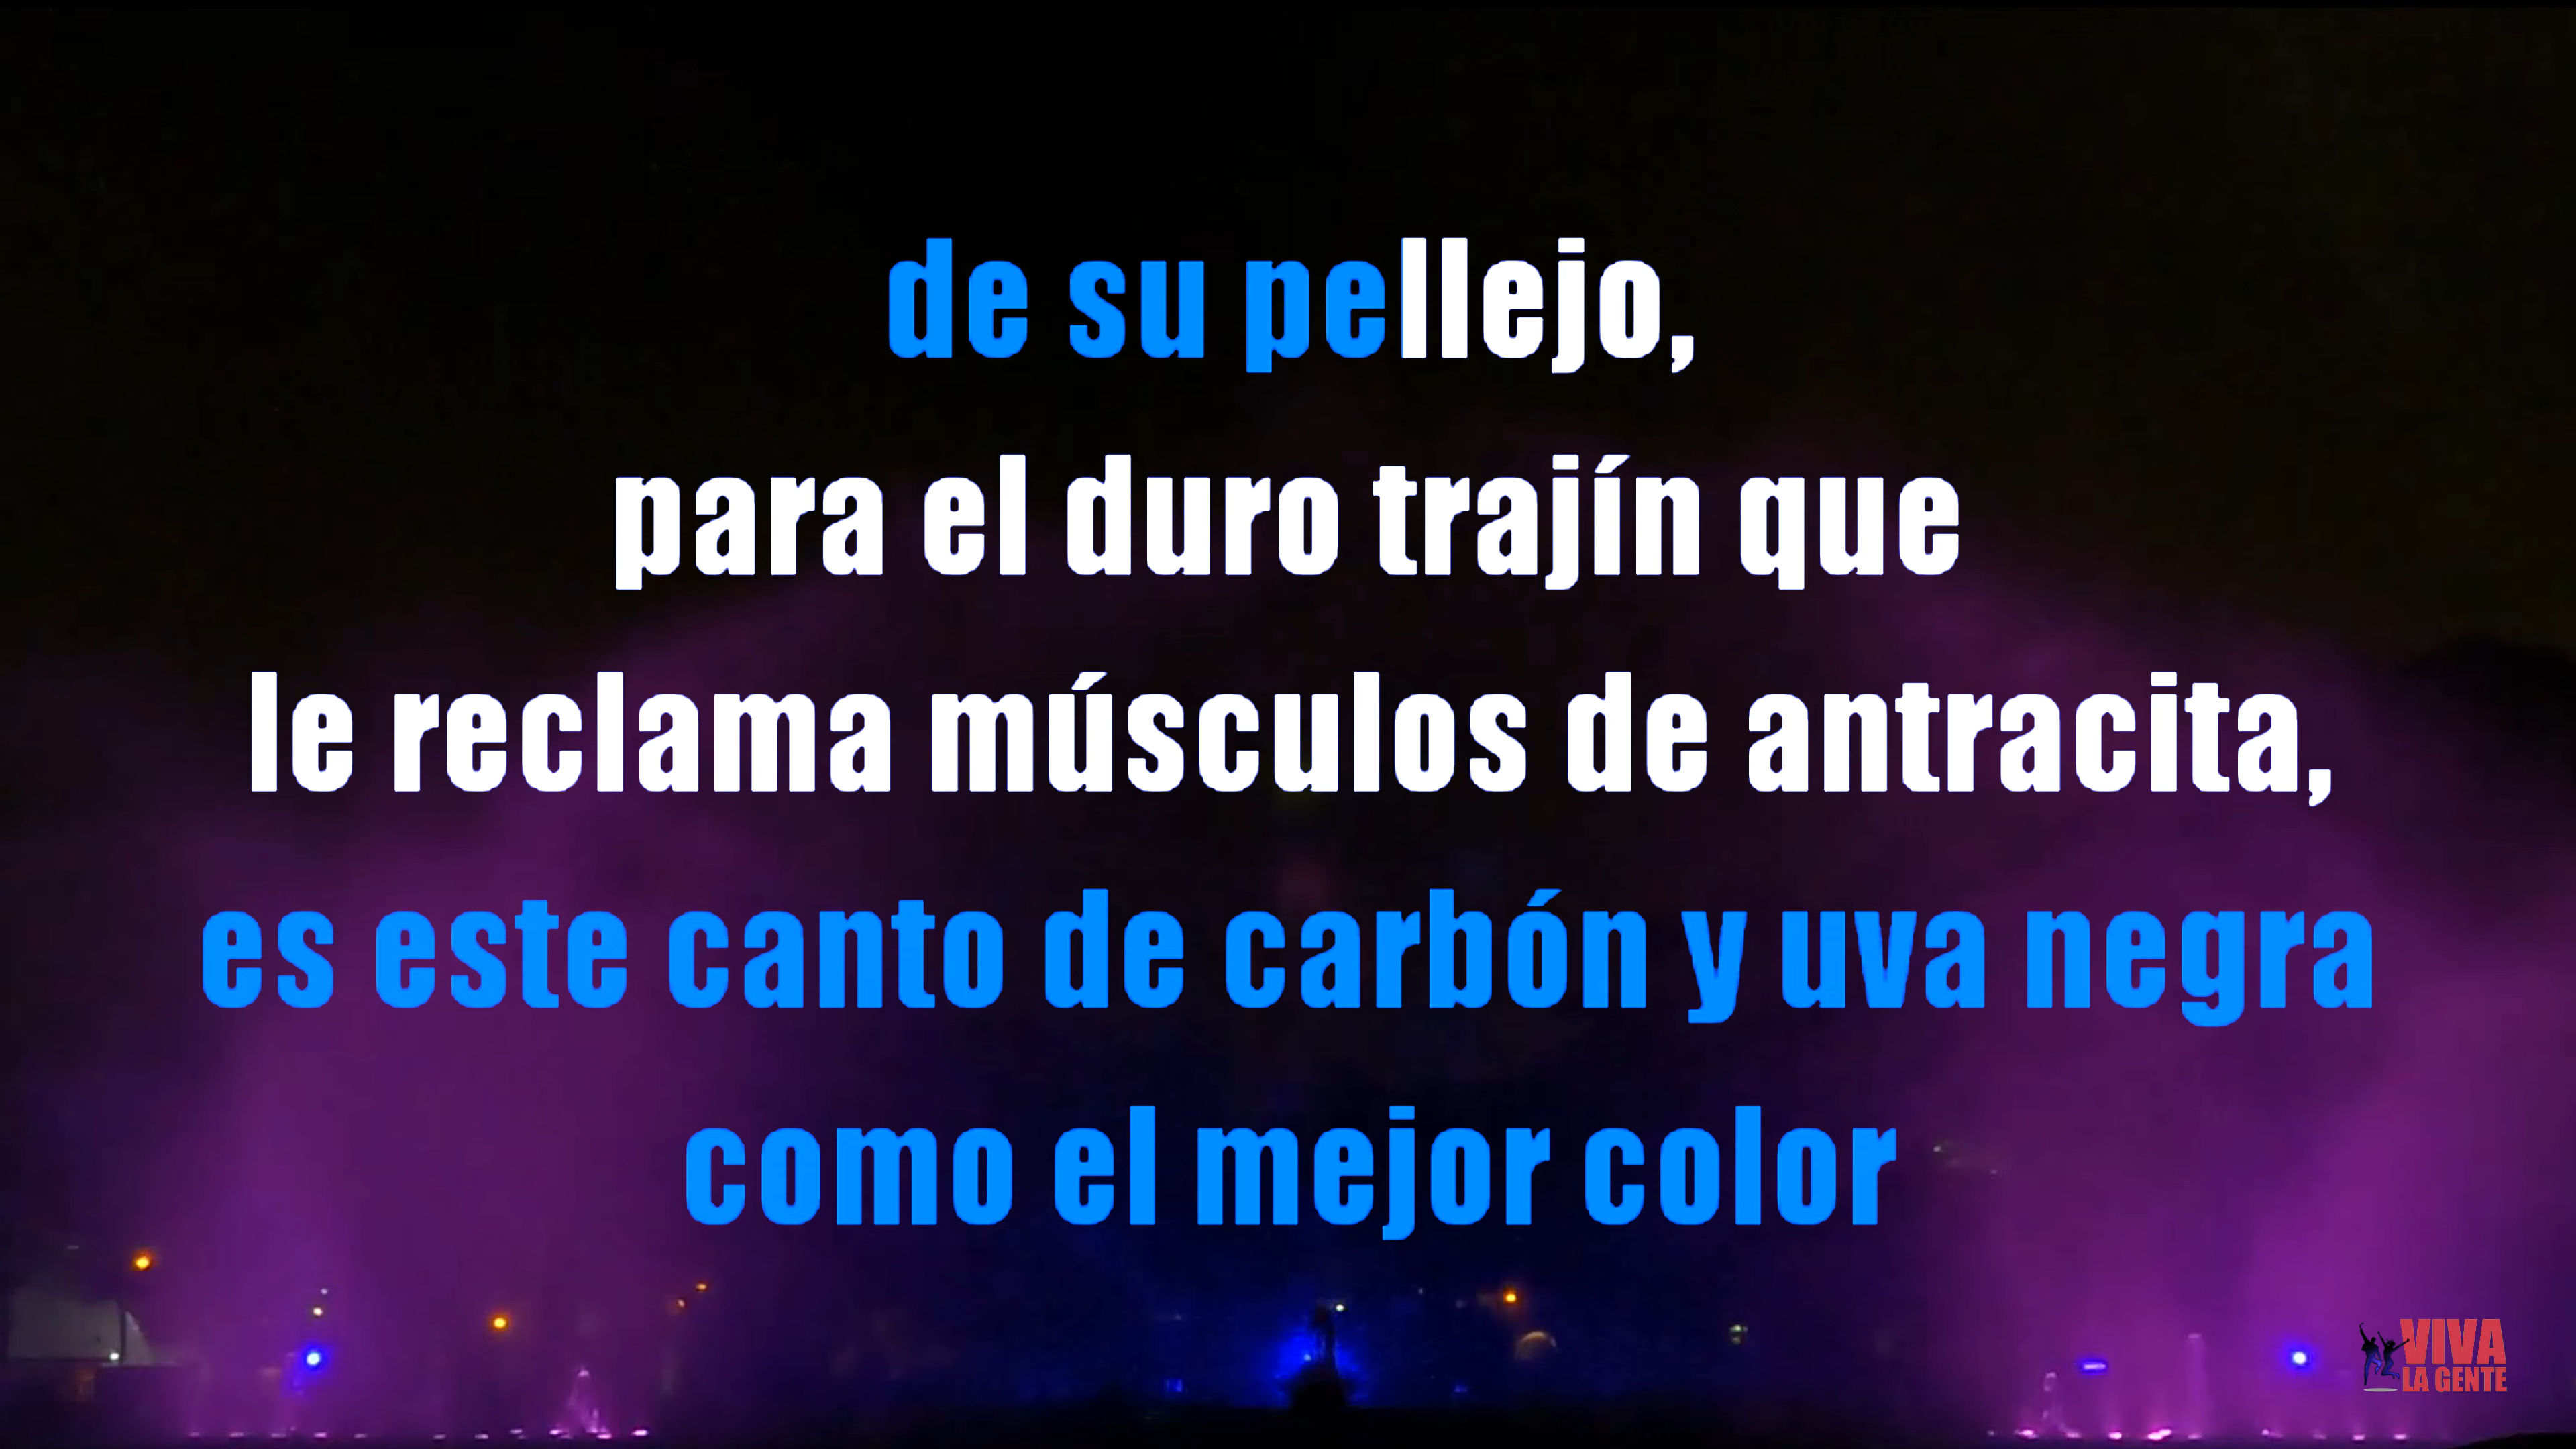 de su pellejo,
para el duro trajín que
le reclama músculos de antracita,
es este canto de carbón y uva negra
como el mejor color
VIVA
LA GENTE